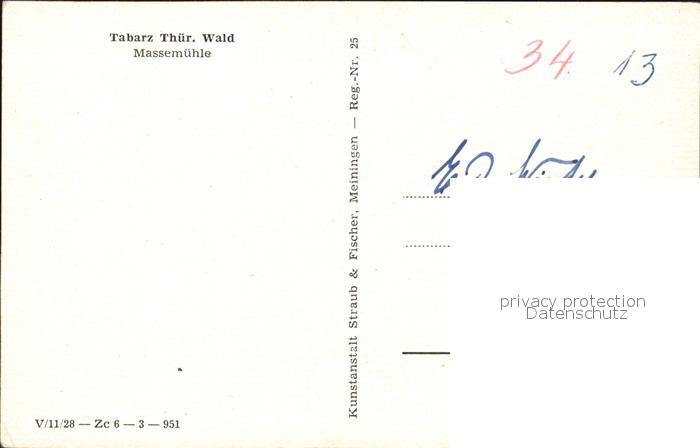 Tabarz Thür. Wald
Massemühle
34. 13
Kunstanstalt Straub & Fischer, Meiningen — Reg.-Nr. 25
privacy protection
Datenschutz
V/11/28 — Zc 6 — 3 — 951